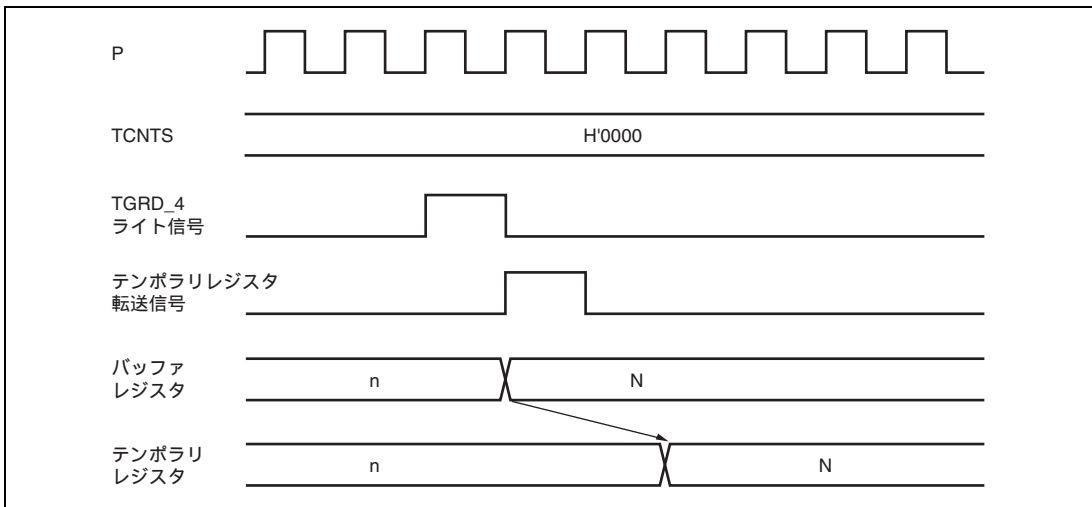 P
TCNTS
H'0000
TGRD_4
ライト信号
テンポラリレジスタ
転送信号
バッファ
レジスタ
n
N
テンポラリ
レジスタ
n
N